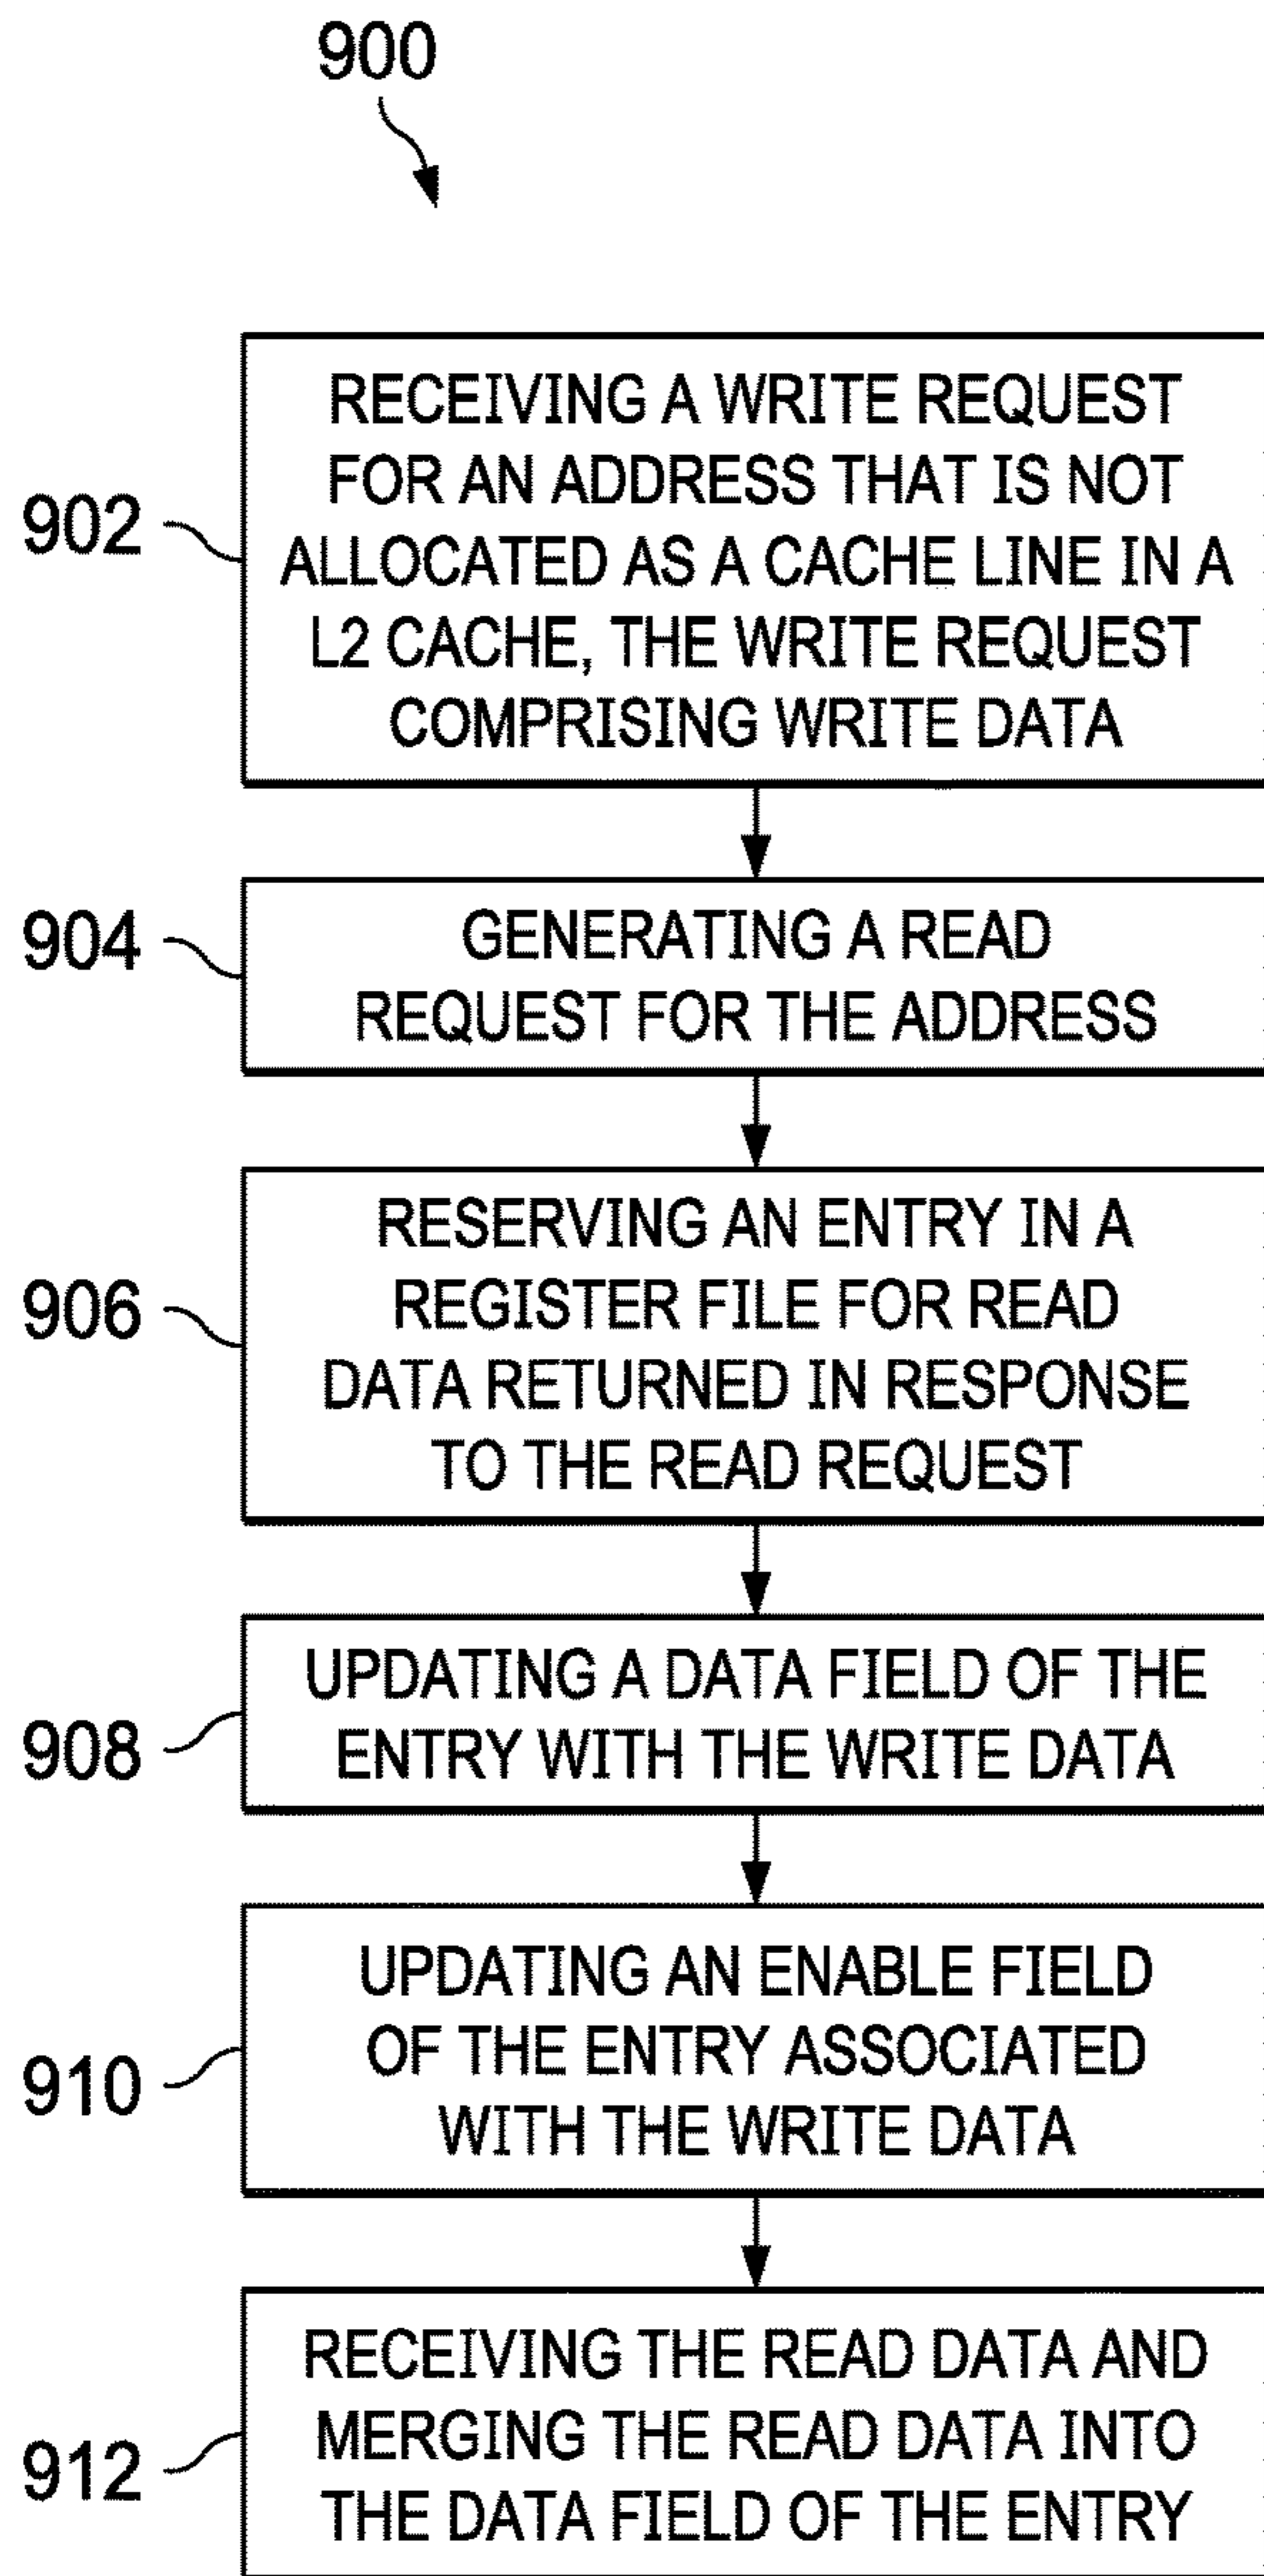 900
902
RECEIVING A WRITE REQUEST
FOR AN ADDRESS THAT IS NOT
ALLOCATED AS A CACHE LINE IN A
L2 CACHE, THE WRITE REQUEST
COMPRISING WRITE DATA
904
GENERATING A READ
REQUEST FOR THE ADDRESS
906
RESERVING AN ENTRY IN A
REGISTER FILE FOR READ
DATA RETURNED IN RESPONSE
TO THE READ REQUEST
908
UPDATING A DATA FIELD OF THE
ENTRY WITH THE WRITE DATA
910
UPDATING AN ENABLE FIELD
OF THE ENTRY ASSOCIATED
WITH THE WRITE DATA
912
RECEIVING THE READ DATA AND
MERGING THE READ DATA INTO
THE DATA FIELD OF THE ENTRY